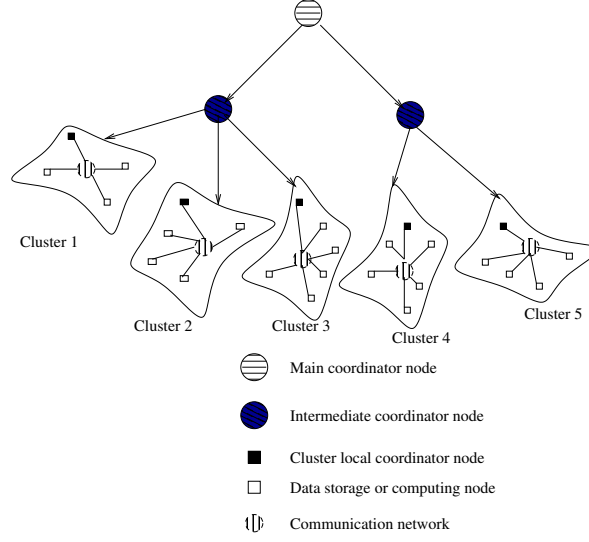 Cluster 1
Cluster 2
Cluster 3
Cluster 4
Cluster 5
Main coordinator node
Intermediate coordinator node
Cluster local coordinator node
Data storage or computing node
Communication network